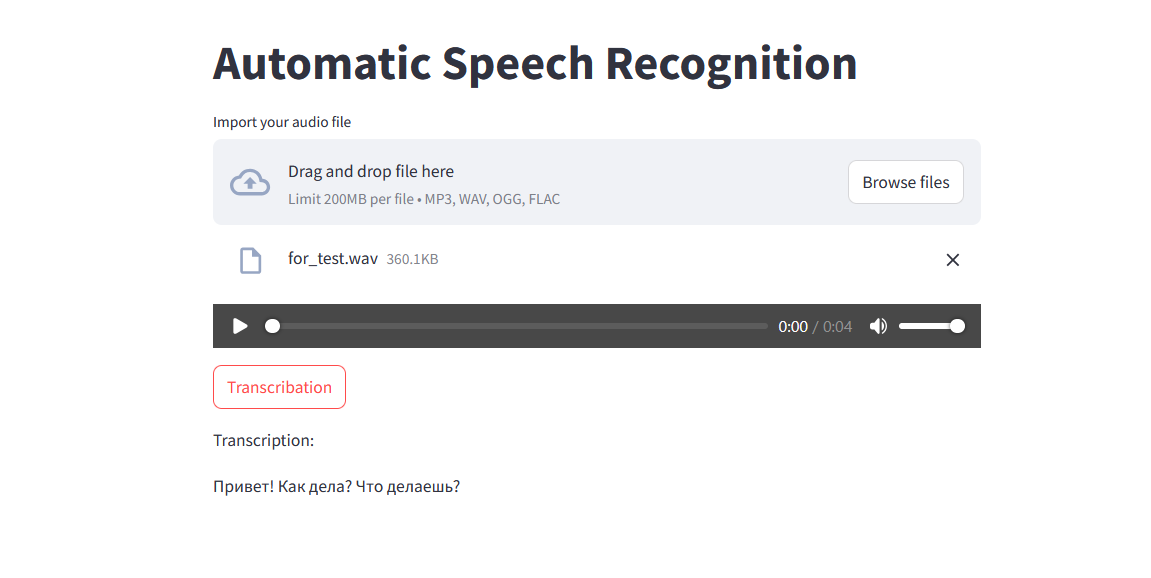 Automatic Speech Recognition
Import your audio file
Drag and drop file here
Limit 200MB per file • MP3, WAV, OGG, FLAC
Browse files
for_test.wav 360.1KB
0:00 / 0:04
Transcribation
Transcription:
Привет! Как дела? Что делаешь?